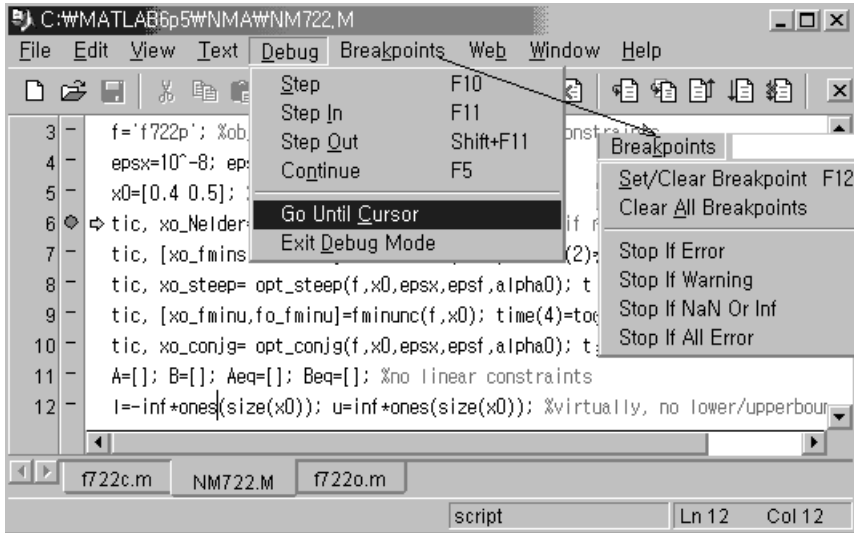 C:₩MATLAB6p5₩NMA₩NM722.M
File Edit View Text Debug Breakpoints Web Window Help
Step F10
Step In F11
Step Out Shift+F11
Continue F5
Go Until Cursor
Exit Debug Mode
Breakpoints
Set/Clear Breakpoint F12
Clear All Breakpoints
Stop If Error
Stop If Warning
Stop If NaN Or Inf
Stop If All Error
3 - f='f722p'; %ob
4 - epsx=10^-8;
5 - x0=[0.4 0.5];
6 tic, xo_Nelder= if
7 - tic, [xo_fmins (2)=
8 - tic, xo_steep= opt_steep(f,x0,epsx,epsf,alpha0); t
9 - tic, [xo_fminu,fo_fminu]=fminunc(f,x0); time(4)=to
10 - tic, xo_conjg= opt_conjg(f,x0,epsx,epsf,alpha0); t
11 - A=[]; B=[]; Aeq=[]; Beq=[]; %no linear constraints
12 - l=-inf*ones(size(x0)); u=inf*ones(size(x0)); %virtually, no lower/upperboun
f722c.m NM722.M f722o.m
script Ln 12 Col 12